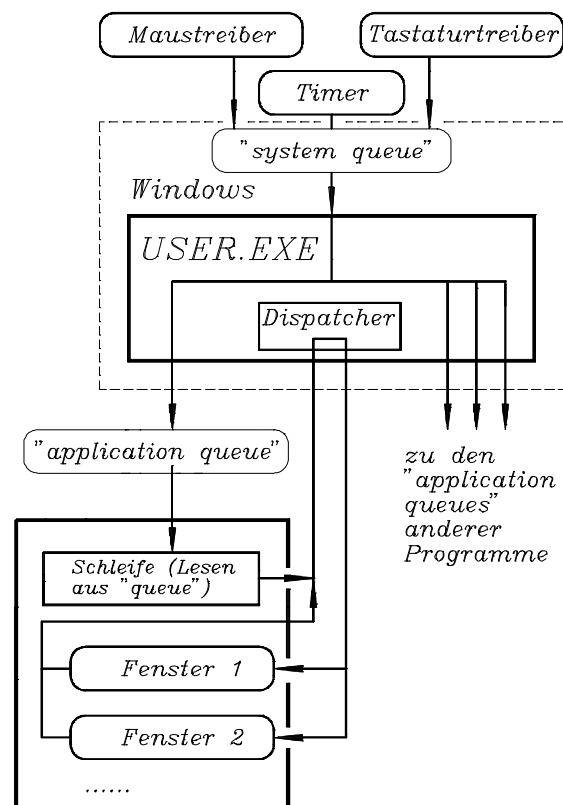 Maustreiber
Tastaturtreiber
Timer
"system queue"
Windows
USER.EXE
Dispatcher
"application queue"
zu den
"application
queues"
anderer
Programme
Schleife (Lesen
aus "queue")
Fenster 1
Fenster 2
......